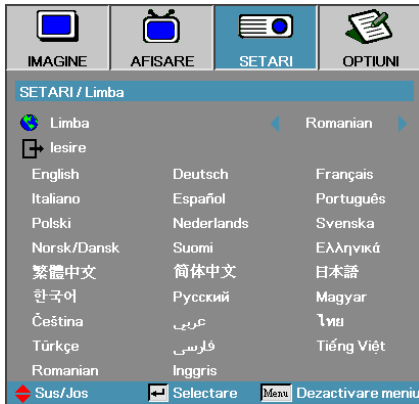 IMAGINE AFISARE SETARI OPTIUNI
SETARI / Limba
Limba Romanian
Iesire
English Deutsch Français
Italiano Español Português
Polski Nederlands Svenska
Norsk/Dansk Suomi Ελληνικά
繁體中文 简体中文 日本語
한국어 Русский Magyar
Čeština عربي ไทย
Türkçe فارسی Tiếng Việt
Romanian Inggris
Sus/Jos Selectare Menu Dezactivare meniu